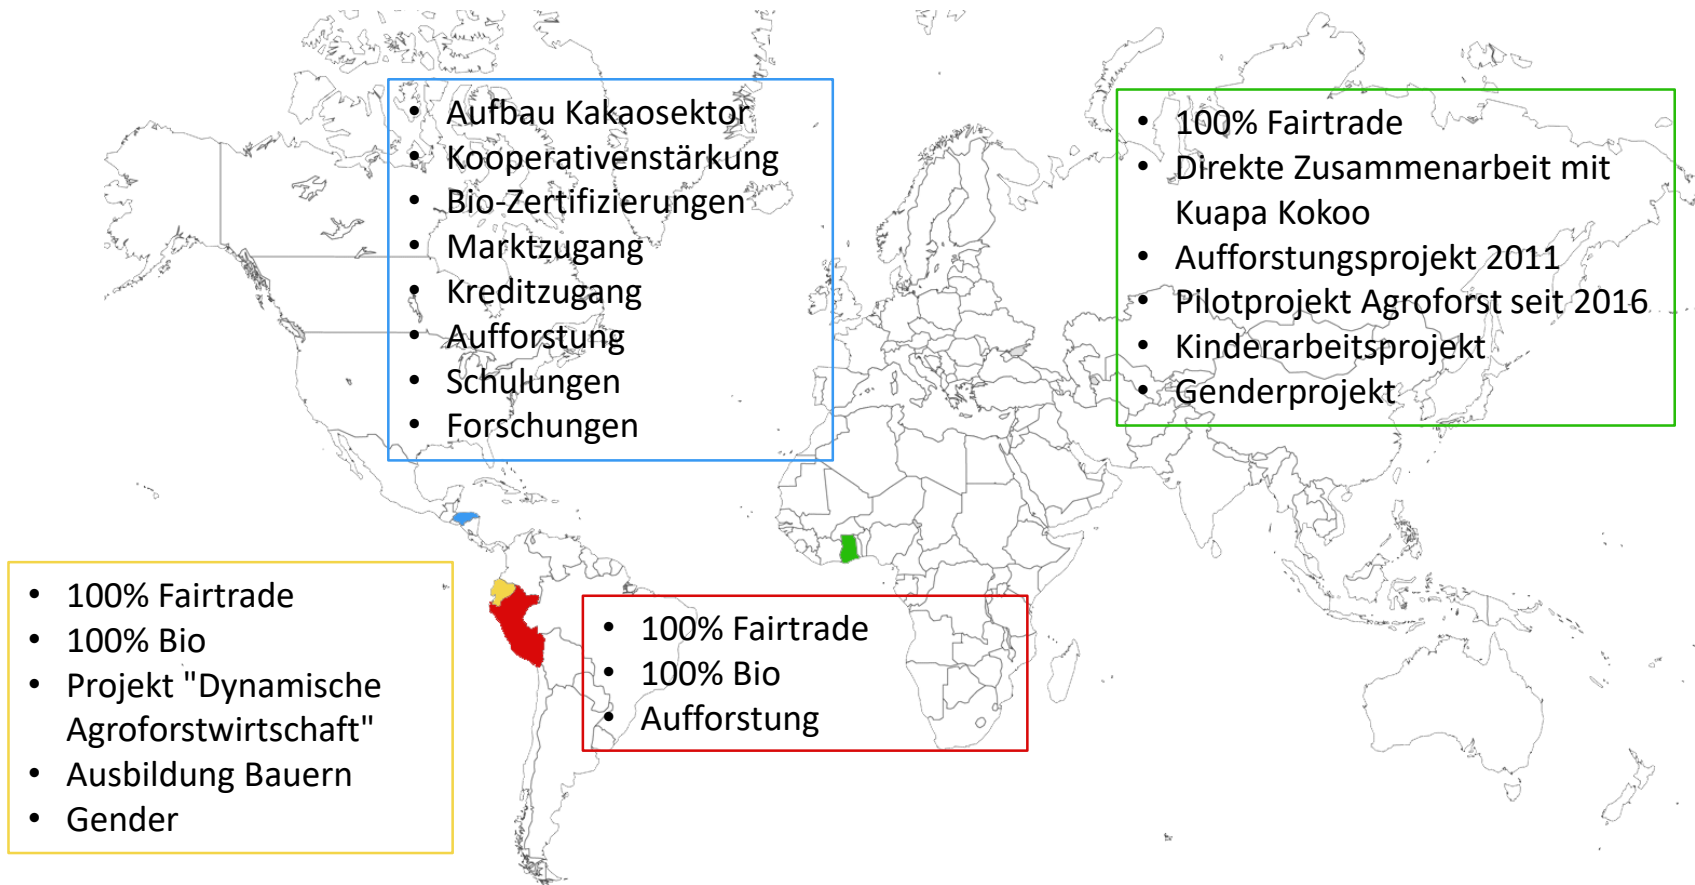 • Aufbau Kakaosektor
• Kooperativenstärkung
• Bio-Zertifizierungen
• Marktzugang
• Kreditzugang
• Aufforstung
• Schulungen
• Forschungen
• 100% Fairtrade
• Direkte Zusammenarbeit mit
Kuapa Kokoo
• Aufforstungsprojekt 2011
• Pilotprojekt Agroforst seit 2016
• Kinderarbeitsprojekt
• Genderprojekt
• 100% Fairtrade
• 100% Bio
• Projekt "Dynamische
Agroforstwirtschaft"
• Ausbildung Bauern
• Gender
• 100% Fairtrade
• 100% Bio
• Aufforstung